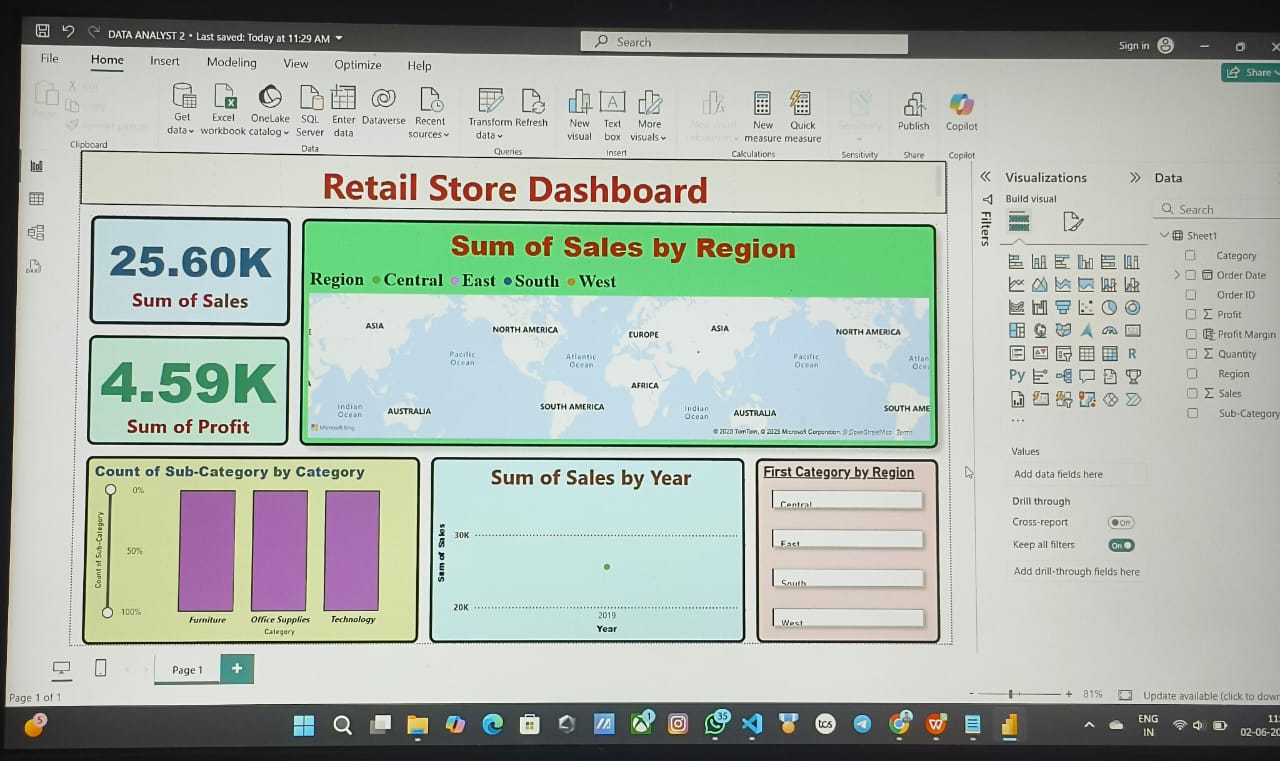 DATA ANALYST 2 • Last saved: Today at 11:29 AM
Search
Sign in
File Home Insert Modeling View Optimize Help
Share
Cut
Copy
Format painter
Clipboard
Get data
Excel workbook
OneLake catalog
SQL Server
Enter data
Dataverse
Recent sources
Data
Transform data
Refresh
Queries
New visual
Text box
More visuals
Insert
New visual calculation
New measure
Quick measure
Calculations
Sensitivity
Sensitivity
Publish
Share
Copilot
Copilot
Retail Store Dashboard
25.60K
Sum of Sales
4.59K
Sum of Profit
Sum of Sales by Region
Region Central East South West
ASIA
NORTH AMERICA
EUROPE
ASIA
NORTH AMERICA
Pacific Ocean
Atlantic Ocean
Pacific Ocean
Atlan
Oce
AFRICA
Indian Ocean
AUSTRALIA
SOUTH AMERICA
Indian Ocean
AUSTRALIA
SOUTH AME
Microsoft Bing
© 2025 TomTom, © 2025 Microsoft Corporation, © OpenStreetMap Terms
Count of Sub-Category by Category
Count of Sub-Category
0%
50%
100%
Furniture Office Supplies Technology
Category
Sum of Sales by Year
Sum of Sales
30K
20K
2019
Year
First Category by Region
Central
East
South
West
Filters
Visualizations
Build visual
R
Py
...
Values
Add data fields here
Drill through
Cross-report
Off
Keep all filters
On
Add drill-through fields here
Data
Search
Sheet1
Category
Order Date
Order ID
Σ Profit
Profit Margin
Σ Quantity
Region
Σ Sales
Sub-Category
Page 1
+
Page 1 of 1
- + 81%
Update available (click to down
5
1
35
tcs
ENG
IN
11:
02-06-20